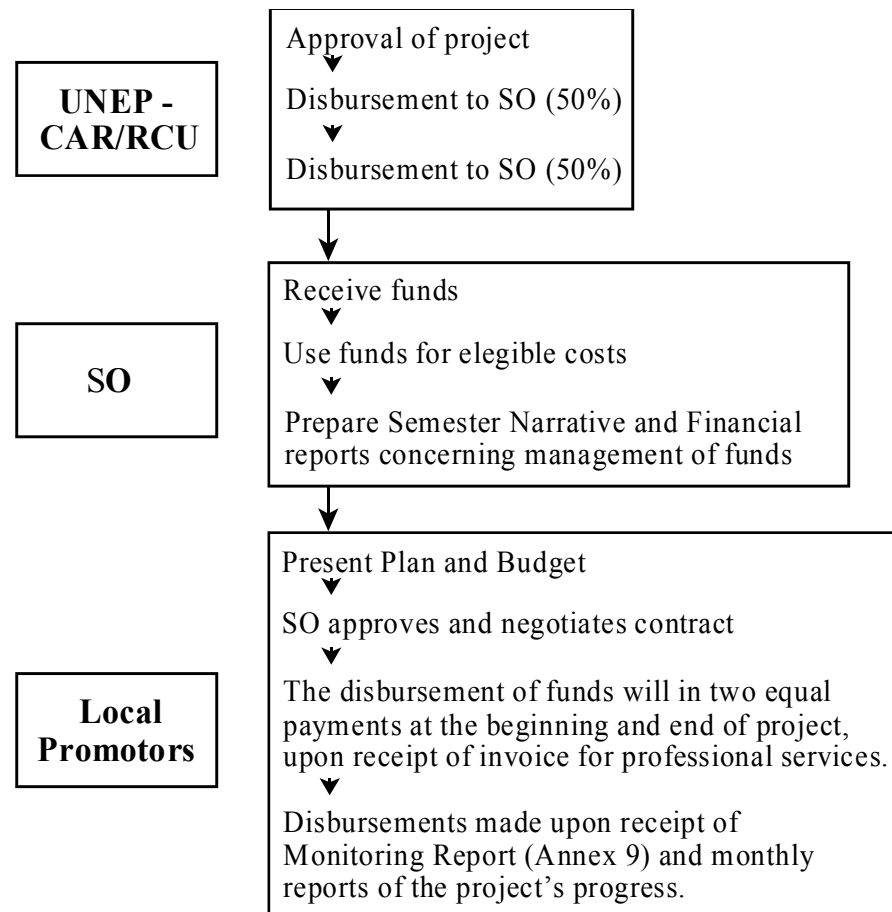 UNEP -
CAR/RCU
Approval of project
Disbursement to SO (50%)
Disbursement to SO (50%)
SO
Receive funds
Use funds for elegible costs
Prepare Semester Narrative and Financial
reports concerning management of funds
Local
Promotors
Present Plan and Budget
SO approves and negotiates contract
The disbursement of funds will in two equal
payments at the beginning and end of project,
upon receipt of invoice for professional services.
Disbursements made upon receipt of
Monitoring Report (Annex 9) and monthly
reports of the project’s progress.